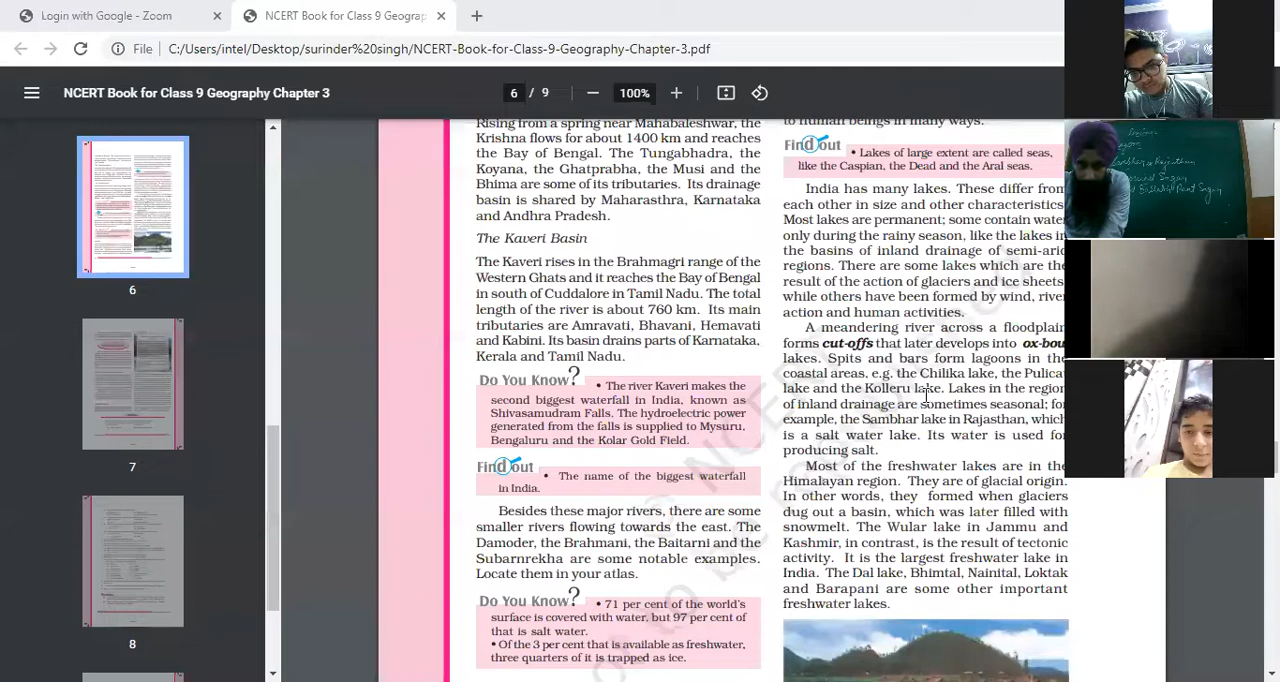 Login with Google - Zoom
NCERT Book for Class 9 Geograp
File
C:/Users/intel/Desktop/surinder%20singh/NCERT-Book-for-Class-9-Geography-Chapter-3.pdf
NCERT Book for Class 9 Geography Chapter 3
6 / 9
100%
6
7
8
Rising from a spring near Mahabaleshwar, the
Krishna flows for about 1400 km and reaches
the Bay of Bengal. The Tungabhadra, the
Koyana, the Ghatprabha, the Musi and the
Bhima are some of its tributaries. Its drainage
basin is shared by Maharasthra, Karnataka
and Andhra Pradesh.
The Kaveri Basin
The Kaveri rises in the Brahmagri range of the
Western Ghats and it reaches the Bay of Bengal
in south of Cuddalore in Tamil Nadu. The total
length of the river is about 760 km. Its main
tributaries are Amravati, Bhavani, Hemavati
and Kabini. Its basin drains parts of Karnataka,
Kerala and Tamil Nadu.
Do You Know?
• The river Kaveri makes the
second biggest waterfall in India, known as
Shivasamudram Falls. The hydroelectric power
generated from the falls is supplied to Mysuru,
Bengaluru and the Kolar Gold Field.
Find out
• The name of the biggest waterfall
in India.
Besides these major rivers, there are some
smaller rivers flowing towards the east. The
Damoder, the Brahmani, the Baitarni and the
Subarnrekha are some notable examples.
Locate them in your atlas.
Do You Know?
• 71 per cent of the world's
surface is covered with water, but 97 per cent of
that is salt water.
• Of the 3 per cent that is available as freshwater,
three quarters of it is trapped as ice.
to human beings in many ways.
Find out
• Lakes of large extent are called seas,
like the Caspian, the Dead and the Aral seas.
India has many lakes. These differ from
each other in size and other characteristics.
Most lakes are permanent; some contain water
only during the rainy season, like the lakes in
the basins of inland drainage of semi-arid
regions. There are some lakes which are the
result of the action of glaciers and ice sheets,
while others have been formed by wind, river
action and human activities.
A meandering river across a floodplain
forms cut-offs that later develops into ox-bow
lakes. Spits and bars form lagoons in the
coastal areas, e.g. the Chilika lake, the Pulicat
lake and the Kolleru lake. Lakes in the region
of inland drainage are sometimes seasonal; for
example, the Sambhar lake in Rajasthan, which
is a salt water lake. Its water is used for
producing salt.
Most of the freshwater lakes are in the
Himalayan region. They are of glacial origin.
In other words, they formed when glaciers
dug out a basin, which was later filled with
snowmelt. The Wular lake in Jammu and
Kashmir, in contrast, is the result of tectonic
activity. It is the largest freshwater lake in
India. The Dal lake, Bhimtal, Nainital, Loktak
and Barapani are some other important
freshwater lakes.